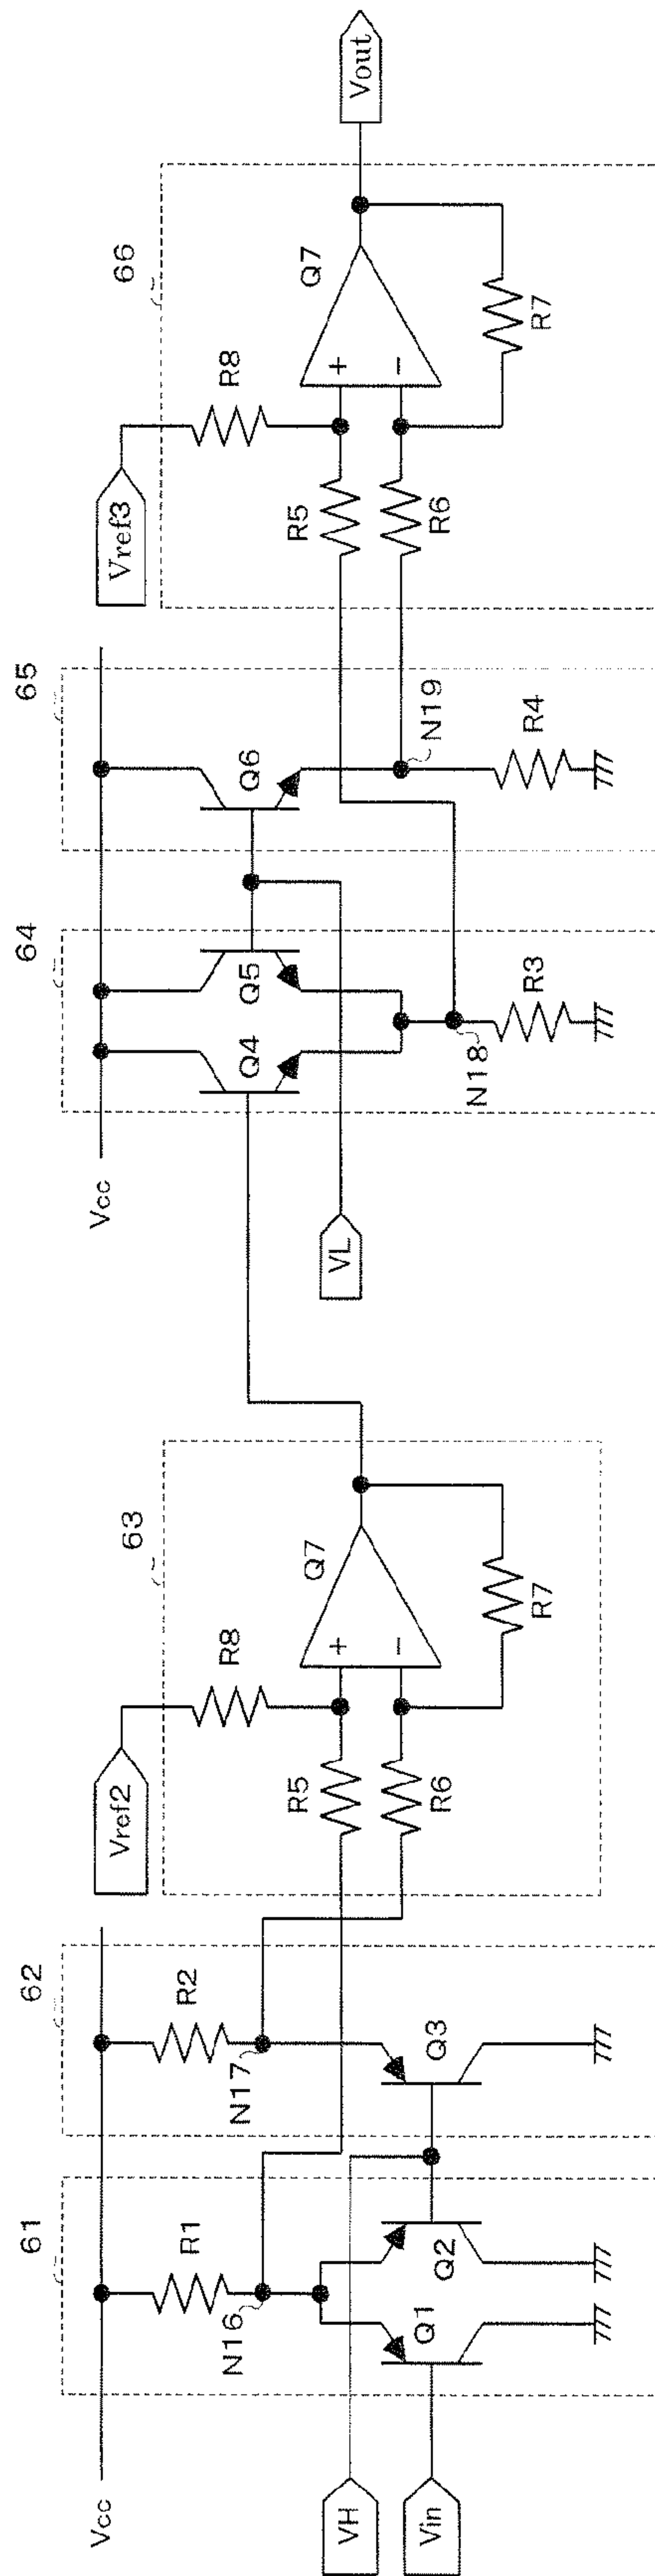 Vcc
61
R1
N16
Q1
Q2
VH
Vin
62
R2
N17
Q3
63
Vref2
R8
R5
R6
Q7
+
−
R7
Vcc
64
Q4
Q5
N18
R3
VL
65
Q6
N19
R4
66
Vref3
R8
R5
R6
Q7
+
−
R7
Vout